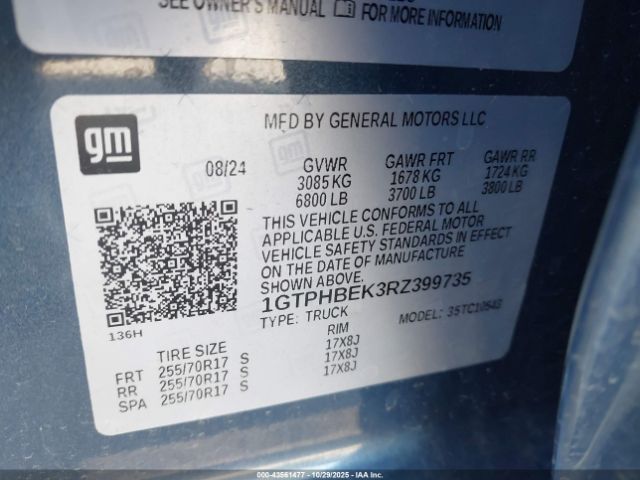 SEE OWNER'S MANUAL FOR MORE INFORMATION
gm
MFD BY GENERAL MOTORS LLC
08/24 GVWR GAWR FRT GAWR RR
3085 KG 1678 KG 1724 KG
6800 LB 3700 LB 3800 LB
THIS VEHICLE CONFORMS TO ALL
APPLICABLE U.S. FEDERAL MOTOR
VEHICLE SAFETY STANDARDS IN EFFECT
ON THE DATE OF MANUFACTURE
SHOWN ABOVE.
1GTPHBEK3RZ399735
TYPE: TRUCK MODEL: 35TC10543
136H
TIRE SIZE RIM
FRT 255/70R17 S 17X8J
RR 255/70R17 S 17X8J
SPA 255/70R17 S 17X8J
000-43561477 - 10/29/2025 - IAA, Inc.